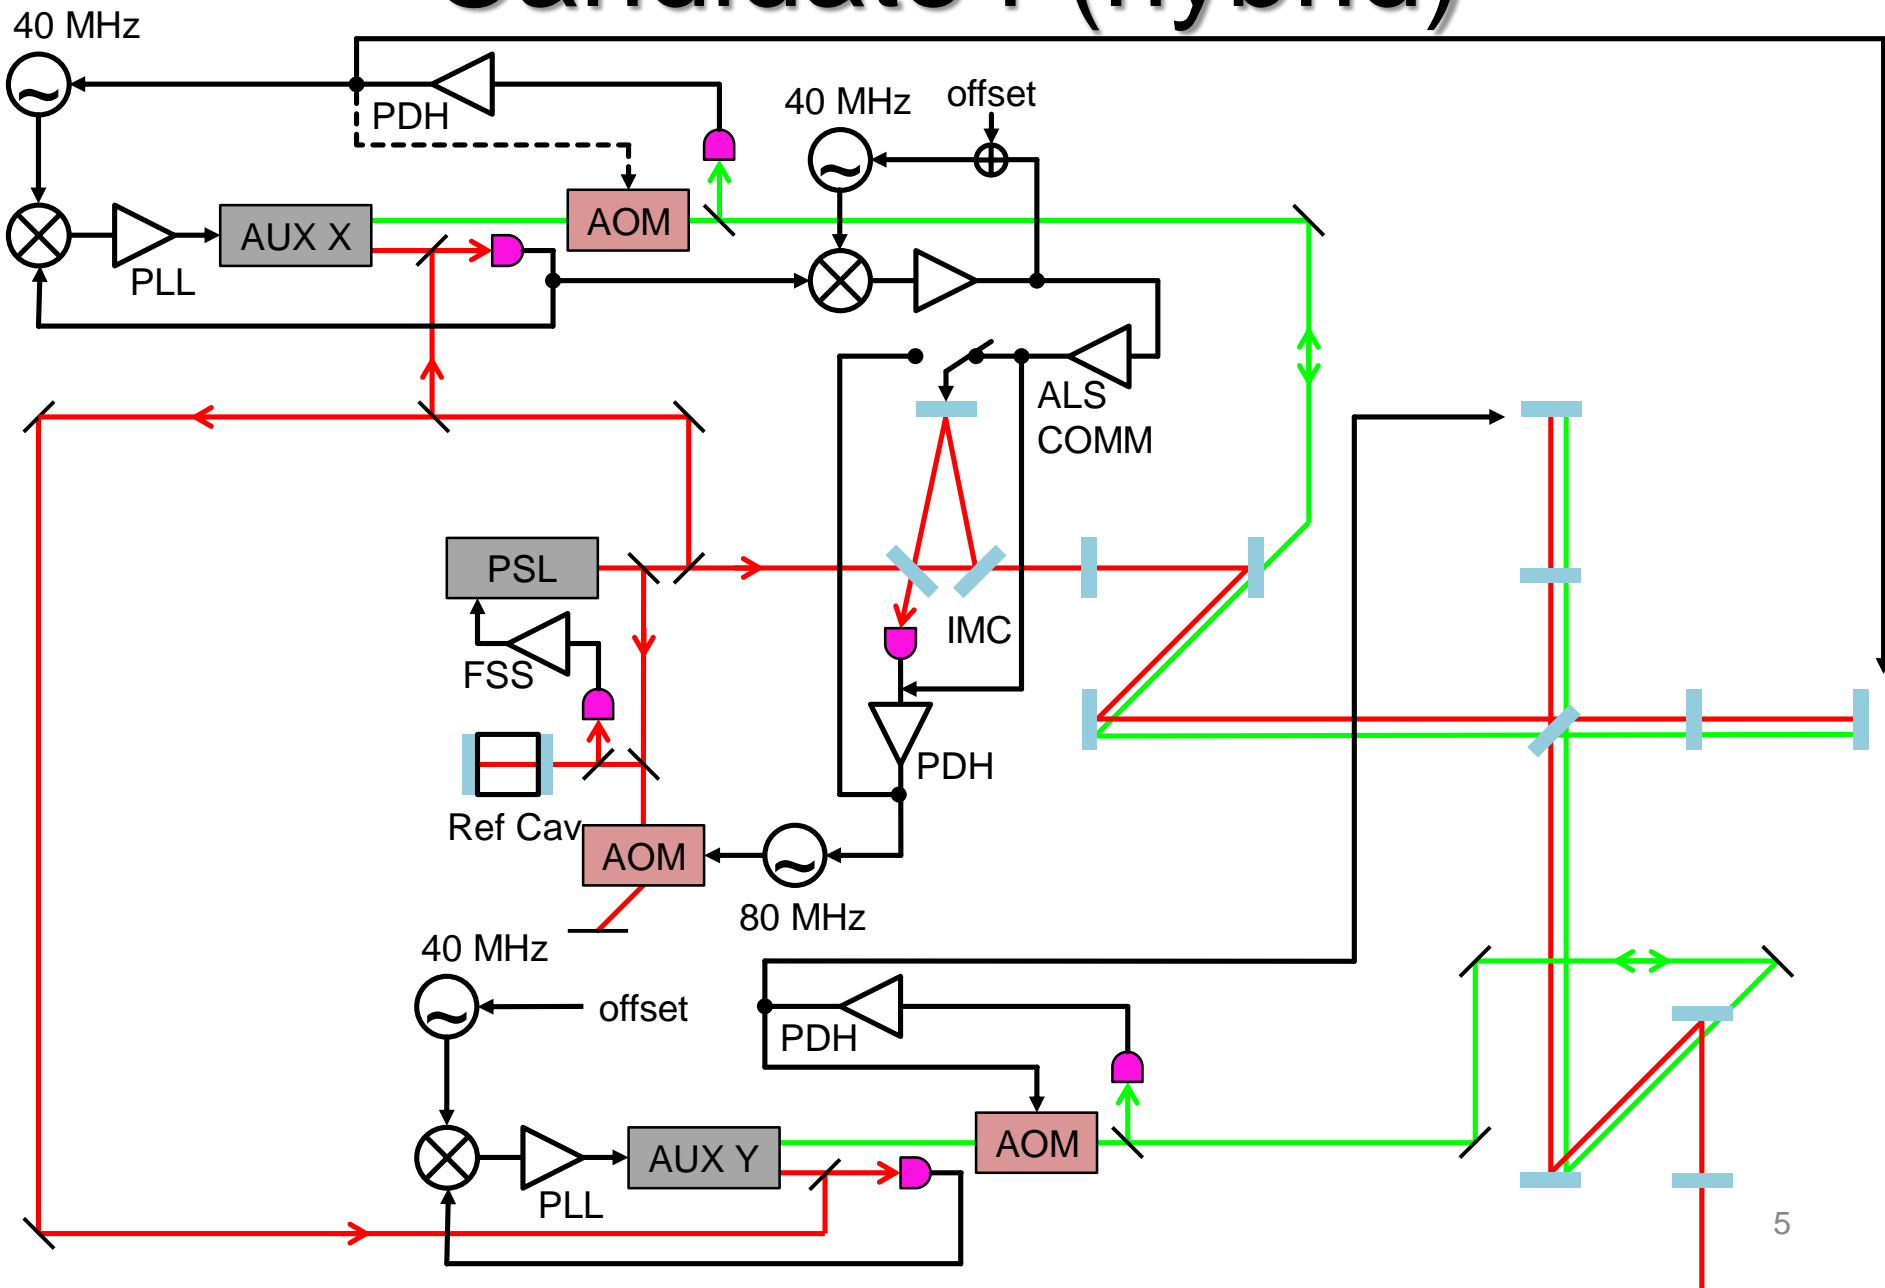 40 MHz
PDH
40 MHz
offset
AUX X
AOM
PLL
ALS
COMM
PSL
IMC
FSS
PDH
Ref Cav
AOM
80 MHz
40 MHz
offset
PDH
AUX Y
AOM
PLL
5